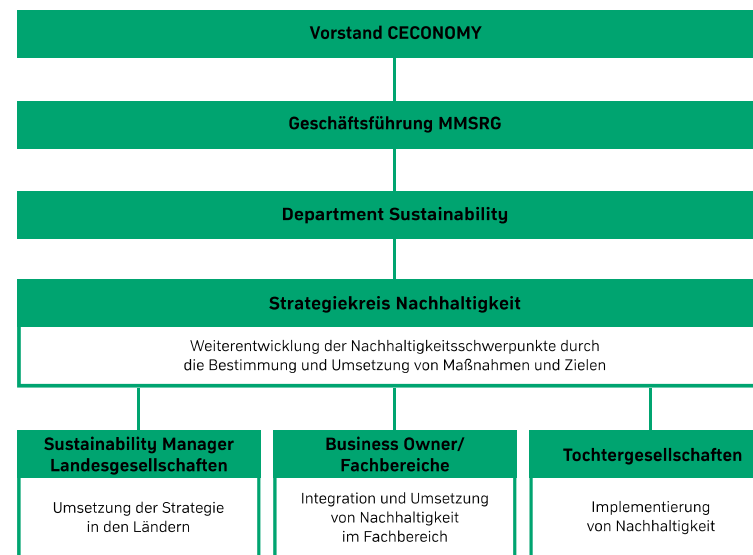 Vorstand CECONOMY
Geschäftsführung MMSRG
Department Sustainability
Strategiekreis Nachhaltigkeit
Weiterentwicklung der Nachhaltigkeitsschwerpunkte durch
die Bestimmung und Umsetzung von Maßnahmen und Zielen
Sustainability Manager
Landesgesellschaften
Umsetzung der Strategie
in den Ländern
Business Owner/
Fachbereiche
Integration und Umsetzung
von Nachhaltigkeit
im Fachbereich
Tochtergesellschaften
Implementierung
von Nachhaltigkeit